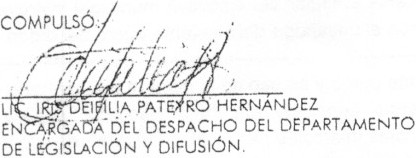 COMPULSÓ
LIC. IRIS DEIFILIA PATEYRO HERNÁNDEZ
ENCARGADA DEL DESPACHO DEL DEPARTAMENTO
DE LEGISLACIÓN Y DIFUSIÓN.